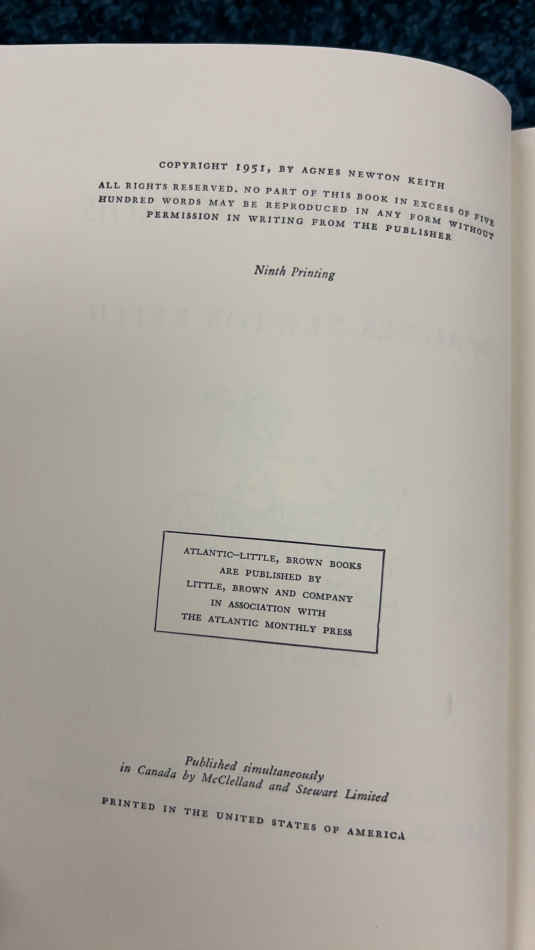 COPYRIGHT 1951, BY AGNES NEWTON KEITH
ALL RIGHTS RESERVED. NO PART OF THIS BOOK IN EXCESS OF FIVE
HUNDRED WORDS MAY BE REPRODUCED IN ANY FORM WITHOUT
PERMISSION IN WRITING FROM THE PUBLISHER
Ninth Printing
ATLANTIC–LITTLE, BROWN BOOKS
ARE PUBLISHED BY
LITTLE, BROWN AND COMPANY
IN ASSOCIATION WITH
THE ATLANTIC MONTHLY PRESS
Published simultaneously
in Canada by McClelland and Stewart Limited
PRINTED IN THE UNITED STATES OF AMERICA